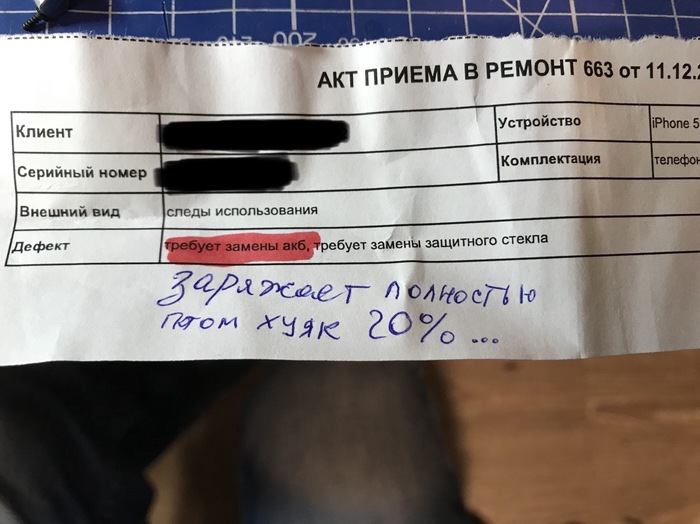 АКТ ПРИЕМА В РЕМОНТ 663 от 11.12.2
Клиент
Устройство iPhone 5
Серийный номер
Комплектация телефон
Внешний вид следы использования
Дефект требует замены акб, требует замены защитного стекла
заряжает полностью
потом хуяк 20% ...